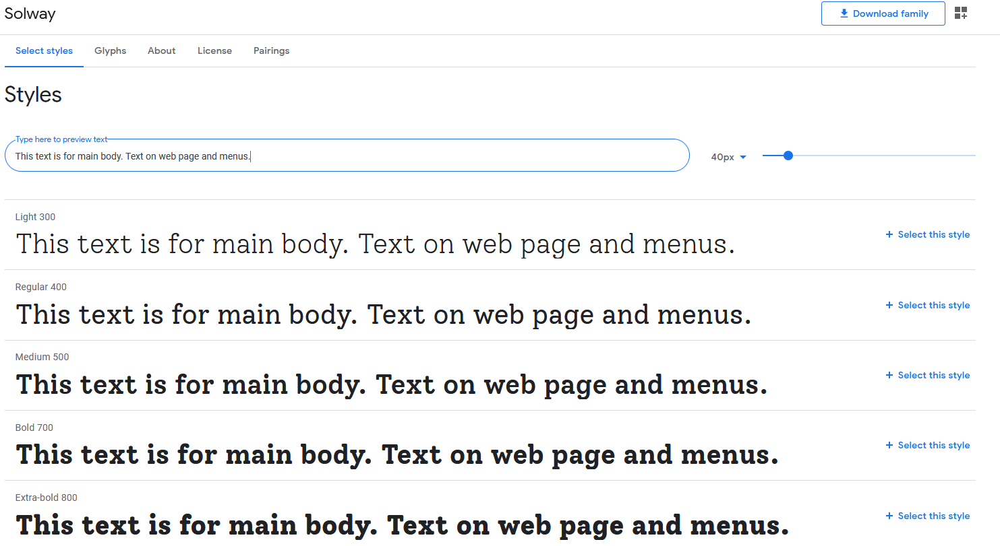 Solway
Download family
Select styles Glyphs About License Pairings
Styles
Type here to preview text
This text is for main body. Text on web page and menus.
40px
Light 300
This text is for main body. Text on web page and menus.
+ Select this style
Regular 400
This text is for main body. Text on web page and menus.
+ Select this style
Medium 500
This text is for main body. Text on web page and menus.
+ Select this style
Bold 700
This text is for main body. Text on web page and menus.
+ Select this style
Extra-bold 800
This text is for main body. Text on web page and menus.
+ Select this style